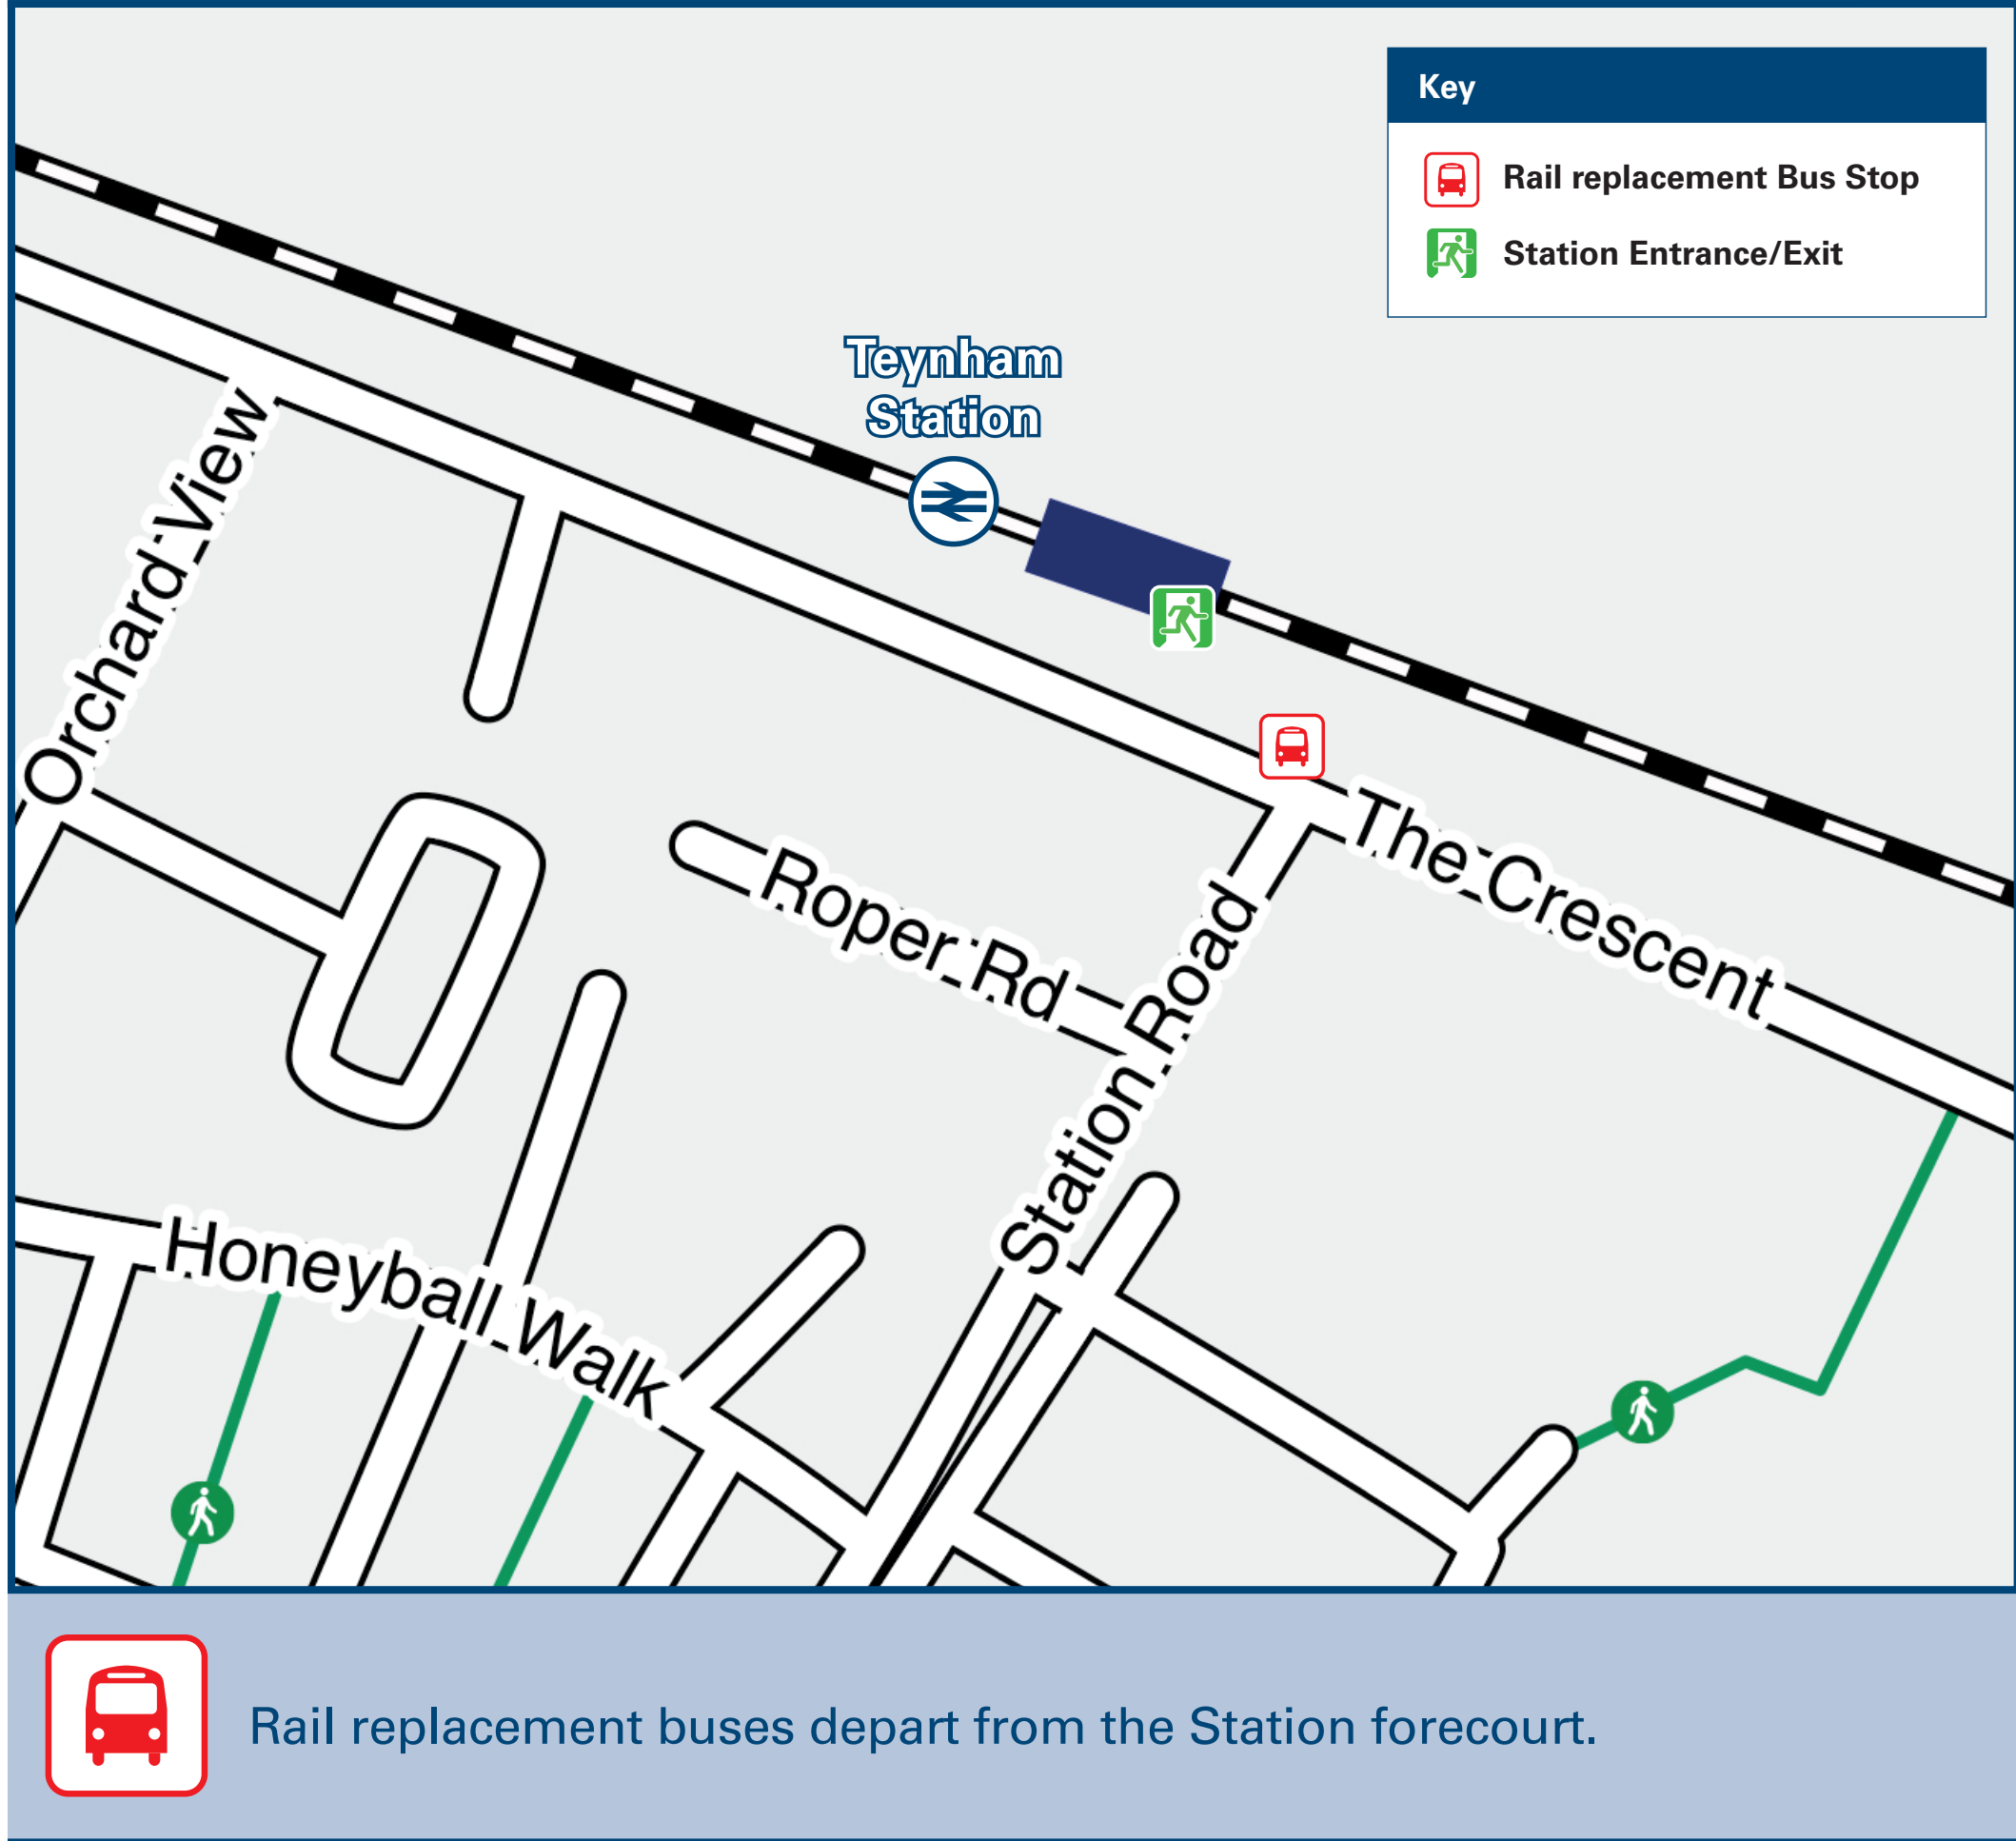 Key
Rail replacement Bus Stop
Station Entrance/Exit
Teynham
Station
Orchard View
The Crescent
Roper Rd
Station Road
Honeyball Walk
Rail replacement buses depart from the Station forecourt.